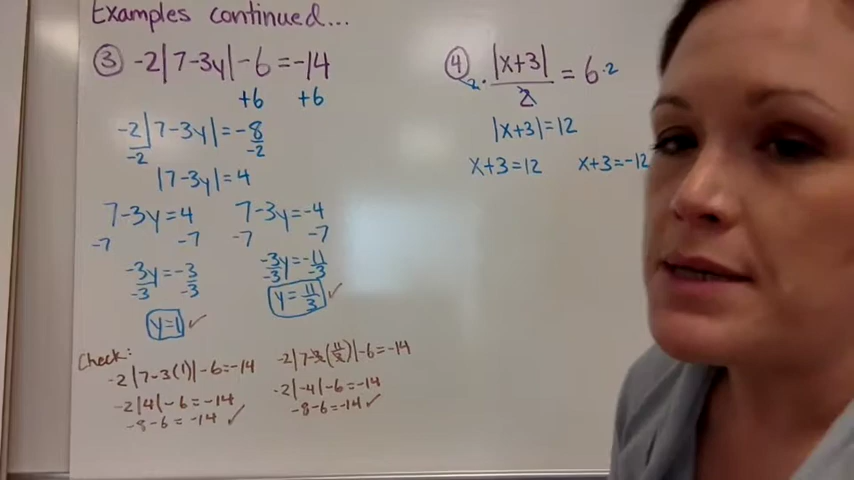 Examples continued...
③ -2|7-3y|-6=-14
+6 +6
-2|7-3y|=-8
-2 -2
|7-3y|=4
7-3y=4 7-3y=-4
-7 -7 -7 -7
-3y=-3 -3y=-11
-3 -3 -3 -3
y=1 ✓ y=11/3 ✓
Check:
-2|7-3(1)|-6=-14
-2|4|-6=-14
-8-6=-14 ✓
-2|7-3(11/3)|-6=-14
-2|-4|-6=-14
-8-6=-14 ✓
④ 2·|x+3|/2=6·2
|x+3|=12
x+3=12 x+3=-12